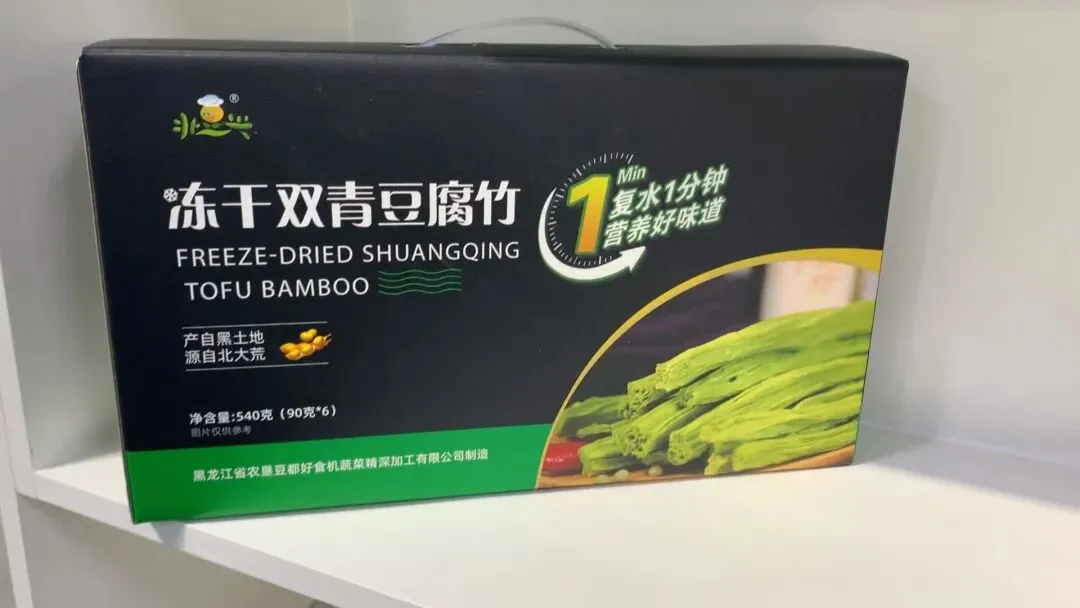 ®
冻干双青豆腐竹
FREEZE-DRIED SHUANGQING
TOFU BAMBOO
1Min
复水1分钟
营养好味道
产自黑土地
源自北大荒
净含量:540克（90克*6）
图片仅供参考
黑龙江省农垦豆都好食机蔬菜精深加工有限公司制造